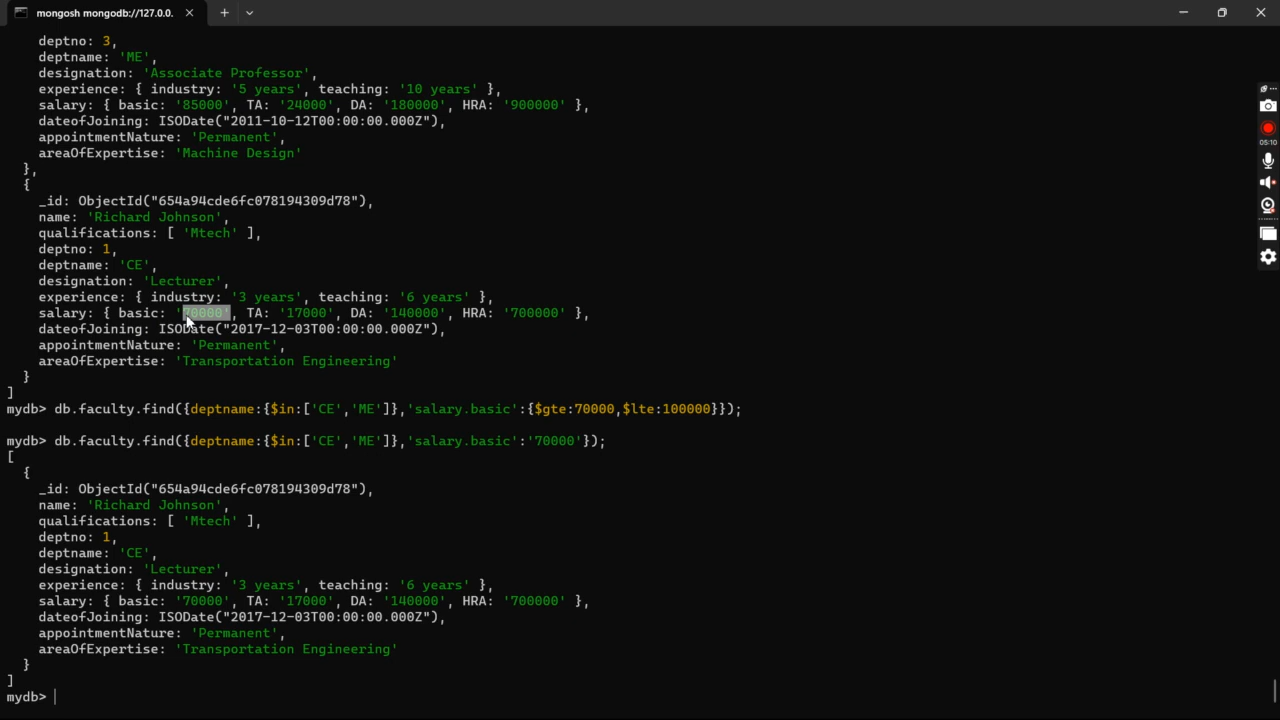 mongosh mongodb://127.0.0.
deptno: 3,
deptname: 'ME',
designation: 'Associate Professor',
experience: { industry: '5 years', teaching: '10 years' },
salary: { basic: '85000', TA: '24000', DA: '180000', HRA: '900000' },
dateofJoining: ISODate("2011-10-12T00:00:00.000Z"),
appointmentNature: 'Permanent',
areaOfExpertise: 'Machine Design'
},
{
_id: ObjectId("654a94cde6fc078194309d78"),
name: 'Richard Johnson',
qualifications: [ 'Mtech' ],
deptno: 1,
deptname: 'CE',
designation: 'Lecturer',
experience: { industry: '3 years', teaching: '6 years' },
salary: { basic: '70000', TA: '17000', DA: '140000', HRA: '700000' },
dateofJoining: ISODate("2017-12-03T00:00:00.000Z"),
appointmentNature: 'Permanent',
areaOfExpertise: 'Transportation Engineering'
}
]
mydb> db.faculty.find({deptname:{$in:['CE','ME']},'salary.basic':{$gte:70000,$lte:100000}});
mydb> db.faculty.find({deptname:{$in:['CE','ME']},'salary.basic':'70000'});
[
{
_id: ObjectId("654a94cde6fc078194309d78"),
name: 'Richard Johnson',
qualifications: [ 'Mtech' ],
deptno: 1,
deptname: 'CE',
designation: 'Lecturer',
experience: { industry: '3 years', teaching: '6 years' },
salary: { basic: '70000', TA: '17000', DA: '140000', HRA: '700000' },
dateofJoining: ISODate("2017-12-03T00:00:00.000Z"),
appointmentNature: 'Permanent',
areaOfExpertise: 'Transportation Engineering'
}
]
mydb>
05:10